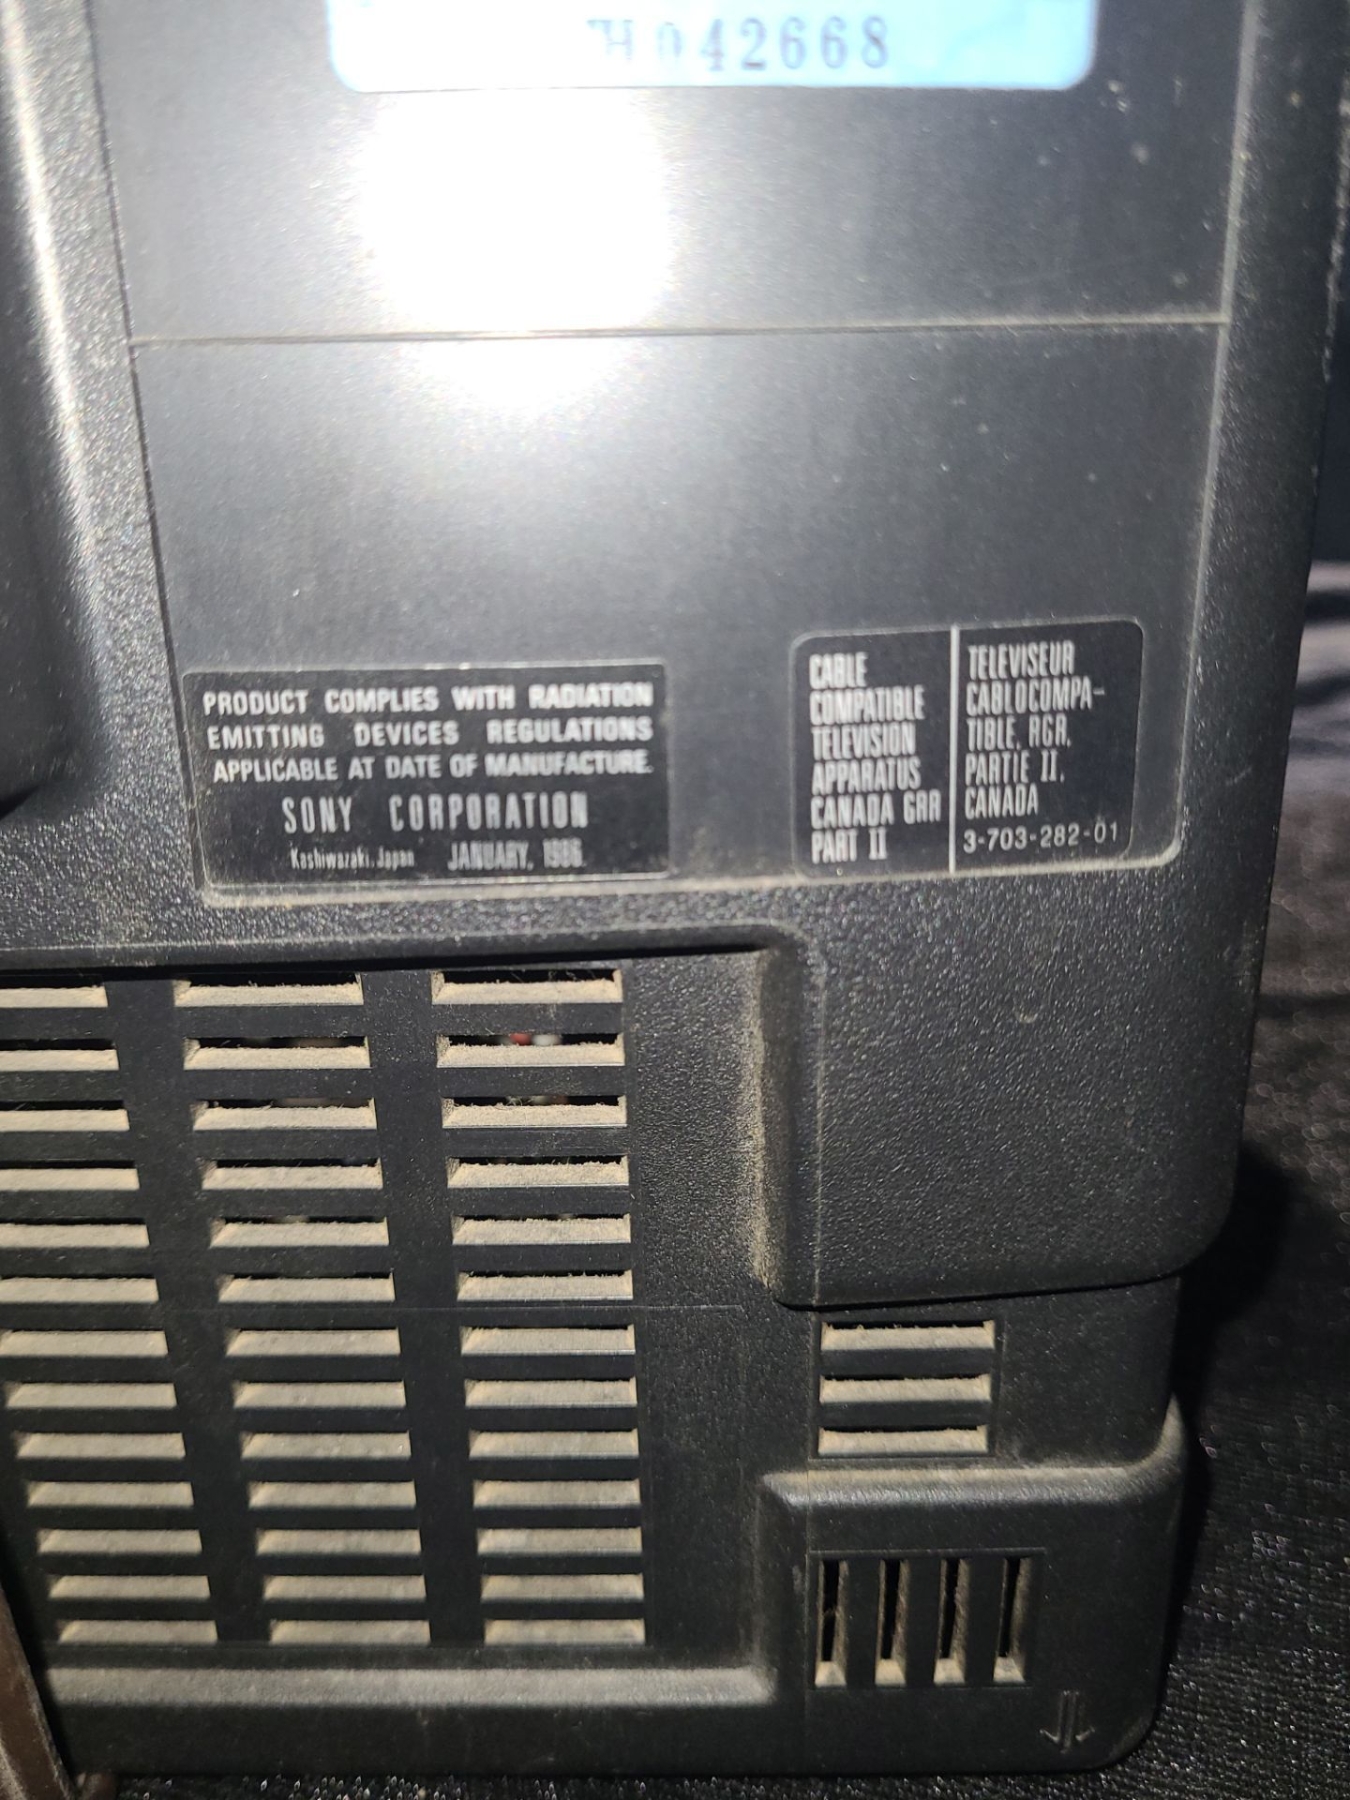 042668
PRODUCT COMPLIES WITH RADIATION
EMITTING DEVICES REGULATIONS
APPLICABLE AT DATE OF MANUFACTURE.
SONY CORPORATION
Kashiwazaki, Japan JANUARY, 1986
CABLE
COMPATIBLE
TELEVISION
APPARATUS
CANADA GRR
PART II
TELEVISEUR
CABLOCOMPA-
TIBLE, RGR,
PARTIE II,
CANADA
3-703-282-01